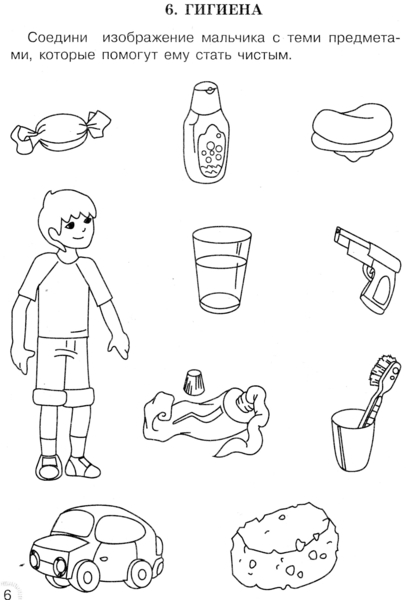 6. ГИГИЕНА
Соедини изображение мальчика с теми предмета-
ми, которые помогут ему стать чистым.
6